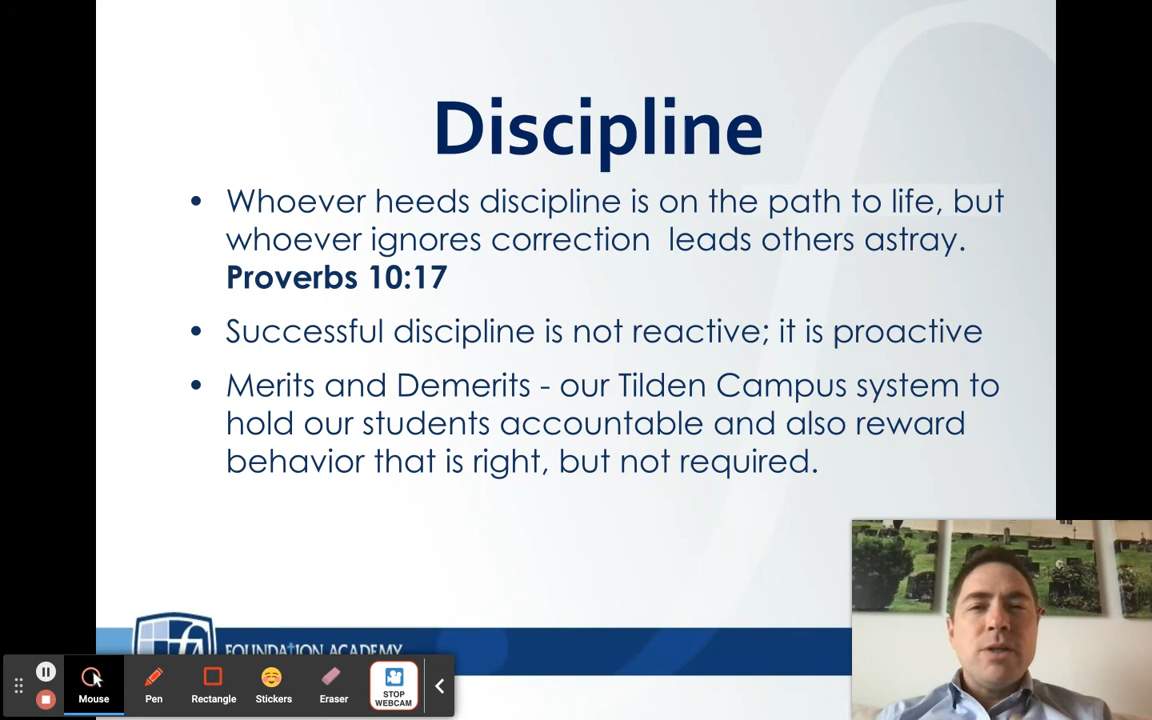 Discipline
• Whoever heeds discipline is on the path to life, but
whoever ignores correction  leads others astray.
Proverbs 10:17
• Successful discipline is not reactive; it is proactive
• Merits and Demerits - our Tilden Campus system to
hold our students accountable and also reward
behavior that is right, but not required.
fa
FOUNDATION ACADEMY
Mouse
Pen
Rectangle
Stickers
Eraser
STOP
WEBCAM